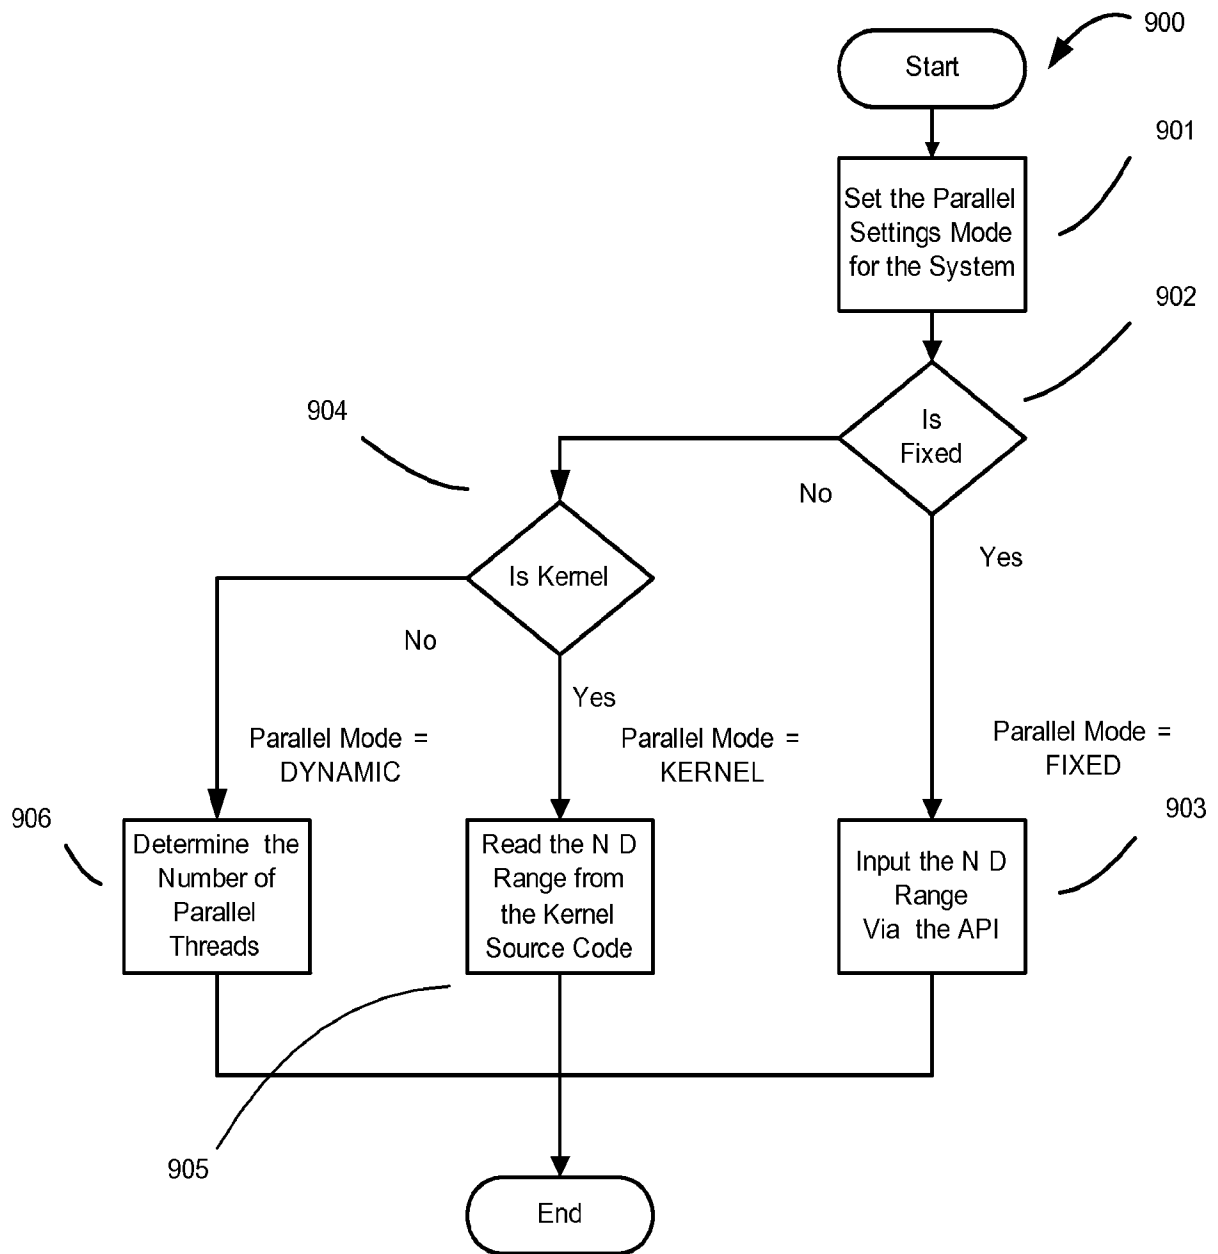 900
Start
901
Set the Parallel
Settings Mode
for the System
902
904
Is
Fixed
No
Yes
Is Kernel
No
Yes
Parallel Mode =
DYNAMIC
Parallel Mode =
KERNEL
Parallel Mode =
FIXED
906
903
Determine the
Number of
Parallel
Threads
Read the N D
Range from
the Kernel
Source Code
Input the N D
Range
Via the API
905
End